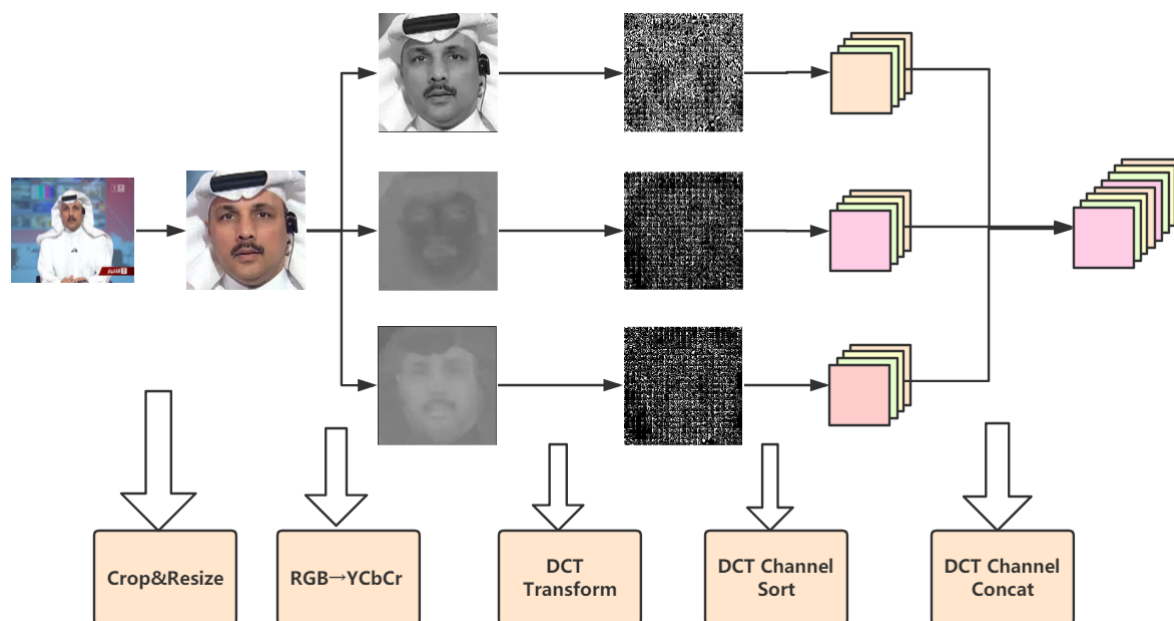 Crop&Resize
RGB→YCbCr
DCT
Transform
DCT Channel
Sort
DCT Channel
Concat